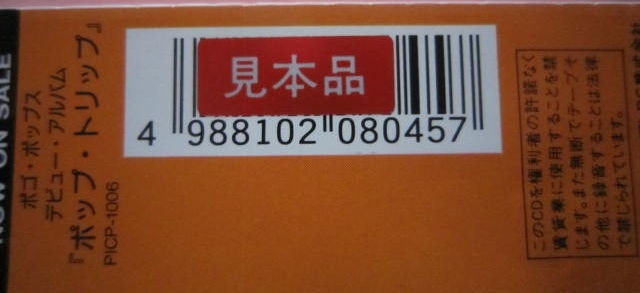 NOW ON SALE
ポゴ・ポップス
デビュー・アルバム
『ポップ・トリップ』
PICP-1006
見本品
4 988102 080457
このCDを権利者の許諾なく
賃貸業に使用することを禁
じます。また無断でテープそ
の他に録音することは法律
で禁じられています。